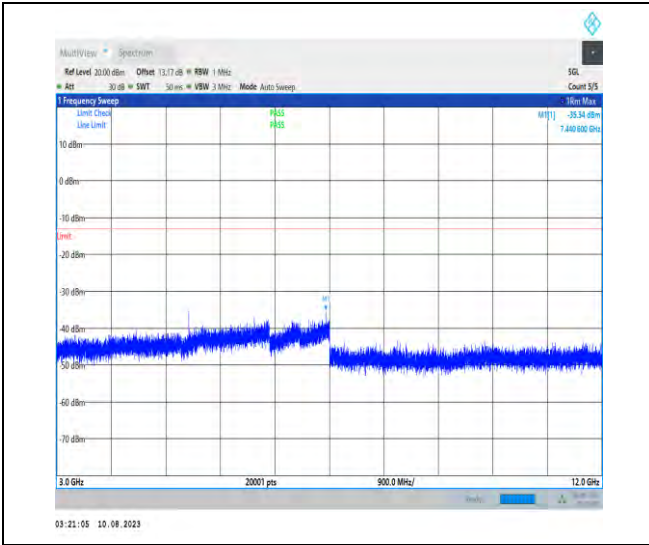 MultiView Spectrum
Ref Level 20.00 dBm Offset 13.17 dB RBW 1 MHz SGL
Att 30 dB SWT 50 ms VBW 3 MHz Mode Auto Sweep Count 5/5
1 Frequency Sweep 1Rm Max
Limit Check PASS M1[1] -35.34 dBm
Line Limit PASS 7.440 600 GHz
10 dBm
0 dBm
-10 dBm
Limit
-20 dBm
-30 dBm
M1
-40 dBm
-50 dBm
-60 dBm
-70 dBm
3.0 GHz 20001 pts 900.0 MHz/ 12.0 GHz
Ready
03:21:05 10.08.2023